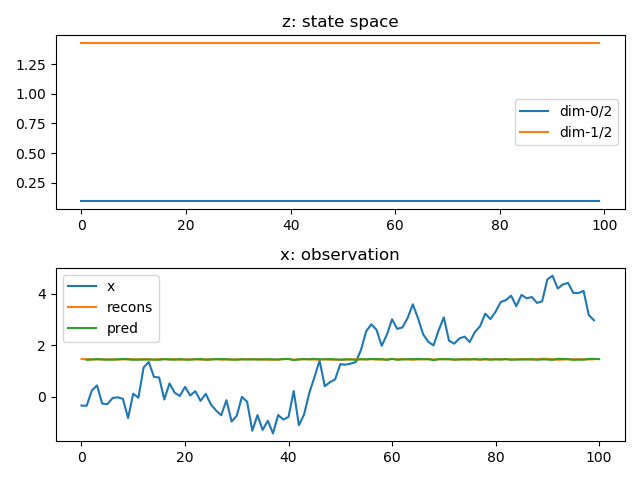 z: state space
1.25
1.00
0.75
0.50
0.25
dim-0/2
dim-1/2
0 20 40 60 80 100
x: observation
x
recons
pred
4
2
0
0 20 40 60 80 100